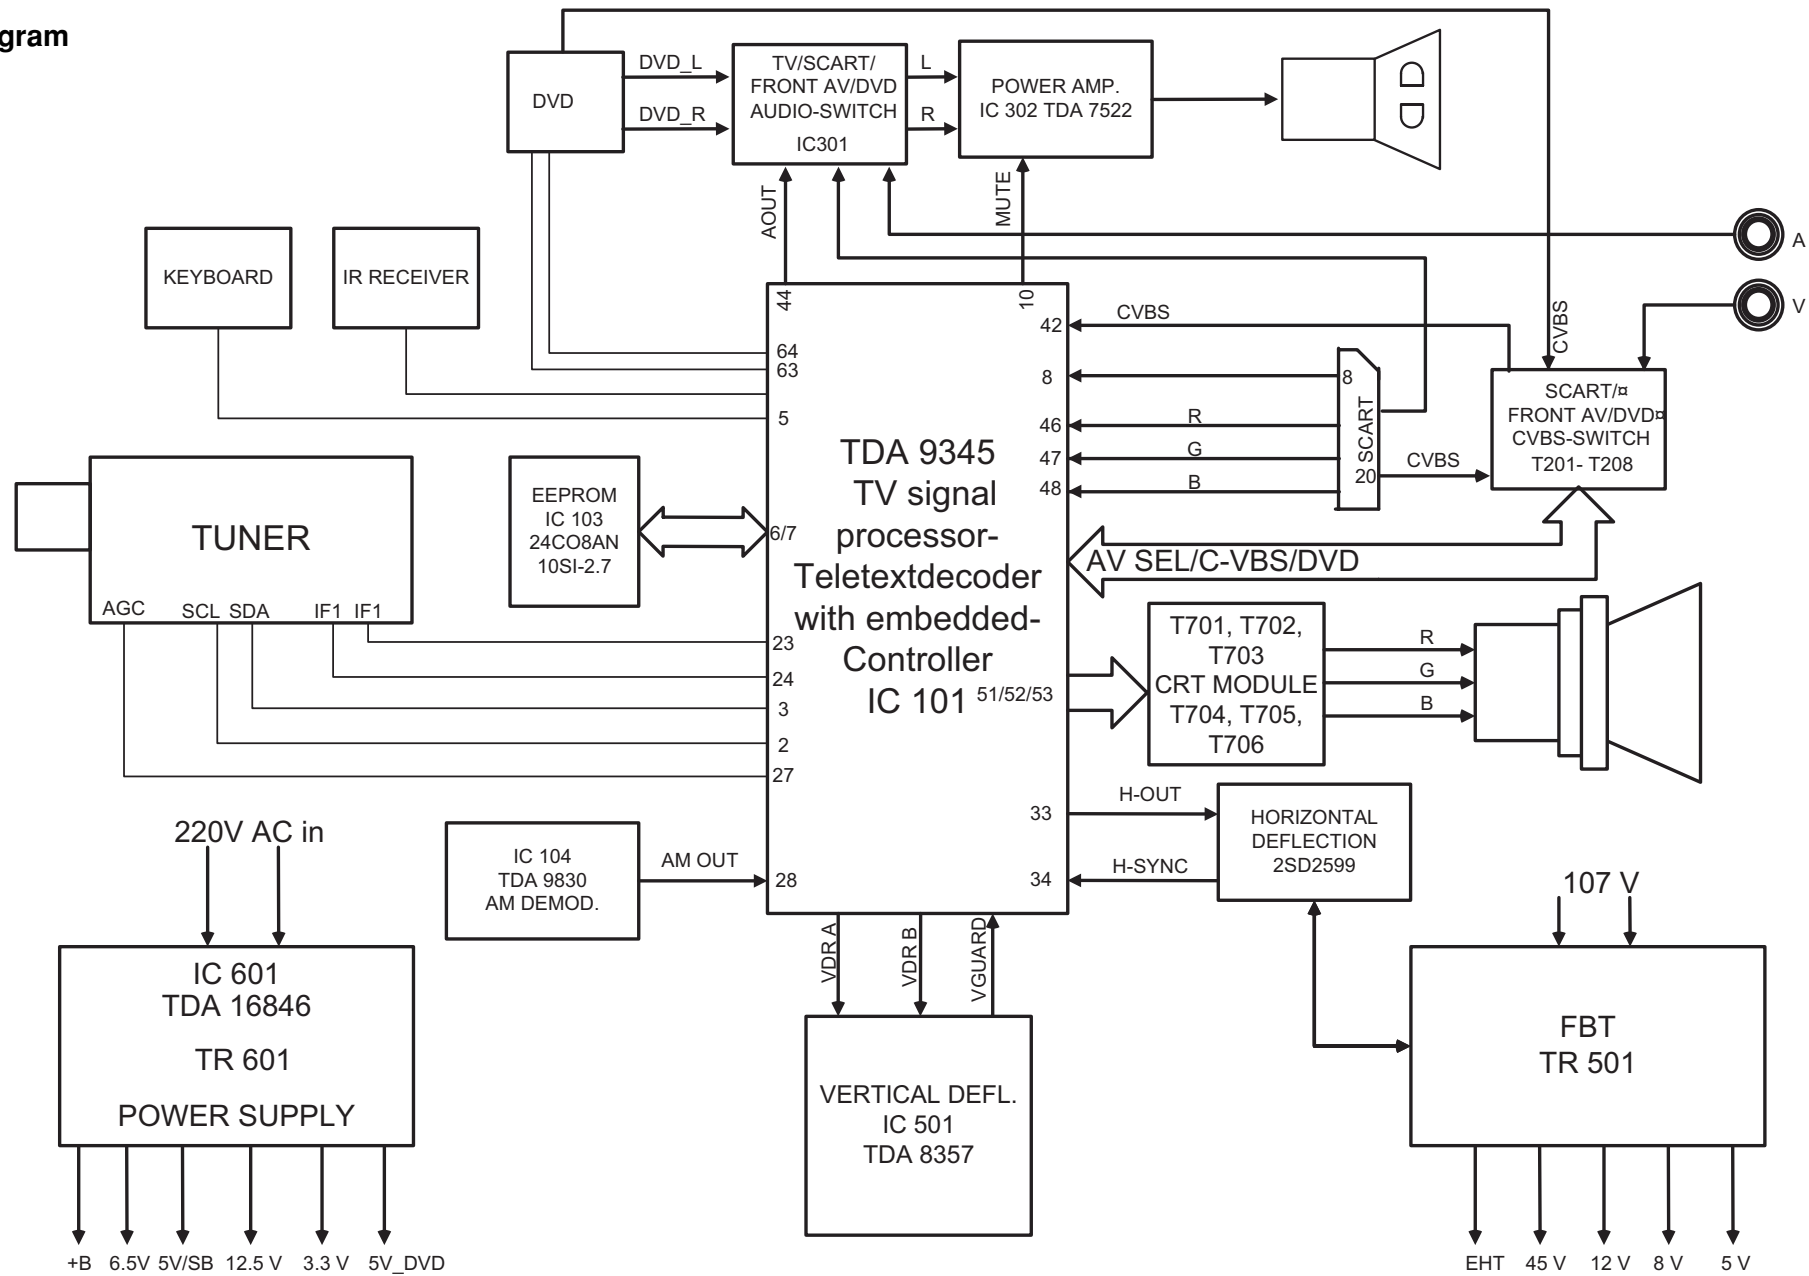 gram
DVD
DVD_L
DVD_R
TV/SCART/
FRONT AV/DVD
AUDIO-SWITCH
IC301
L
R
POWER AMP.
IC 302 TDA 7522
AOUT
MUTE
A
V
KEYBOARD
IR RECEIVER
44
10
64
63
5
6/7
23
24
3
2
27
28
42
8
46
47
48
51/52/53
33
34
CVBS
R
G
B
8
SCART
20
CVBS
CVBS
SCART/¤
FRONT AV/DVD¤
CVBS-SWITCH
T201- T208
TDA 9345
TV signal
processor-
Teletextdecoder
with embedded-
Controller
IC 101
AV SEL/C-VBS/DVD
TUNER
AGC
SCL
SDA
IF1
IF1
EEPROM
IC 103
24CO8AN
10SI-2.7
T701, T702,
T703
CRT MODULE
T704, T705,
T706
R
G
B
220V AC in
IC 601
TDA 16846
TR 601
POWER SUPPLY
+B
6.5V
5V/SB
12.5 V
3.3 V
5V_DVD
IC 104
TDA 9830
AM DEMOD.
AM OUT
VDR A
VDR B
VGUARD
VERTICAL DEFL.
IC 501
TDA 8357
H-OUT
H-SYNC
HORIZONTAL
DEFLECTION
2SD2599
107 V
FBT
TR 501
EHT
45 V
12 V
8 V
5 V